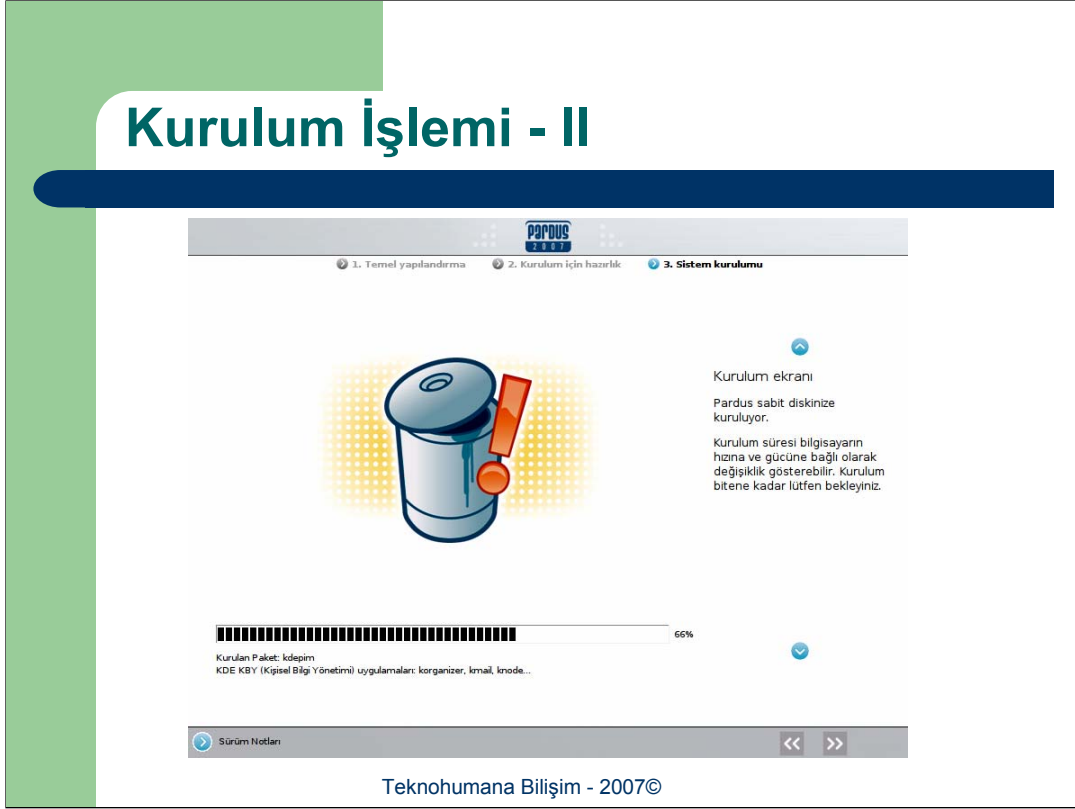 Kurulum İşlemi - II
PARDUS
2007
1. Temel yapılandırma 2. Kurulum için hazırlık 3. Sistem kurulumu
Kurulum ekranı
Pardus sabit diskinize
kuruluyor.
Kurulum süresi bilgisayarın
hızına ve gücüne bağlı olarak
değişiklik gösterebilir. Kurulum
bitene kadar lütfen bekleyiniz.
66%
Kurulan Paket: kdepim
KDE KBY (Kişisel Bilgi Yönetimi) uygulamaları: korganizer, kmail, knode...
Sürüm Notları
Teknohumana Bilişim - 2007©